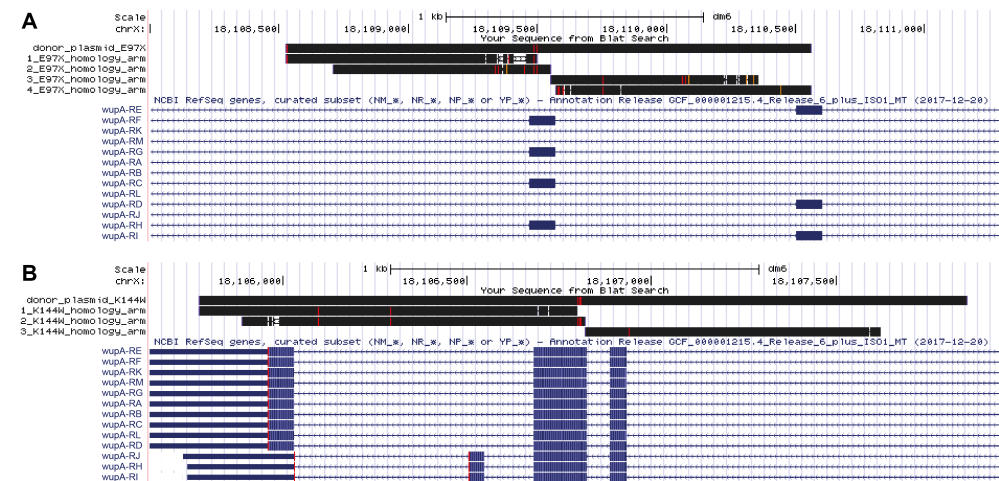 A
Scale 1 kb dm6
chrX: 18,108,500 18,109,000 18,109,500 18,110,000 18,110,500 18,111,000
Your Sequence from Blat Search
donor_plasmid_E97X
1_E97X_homology_arm
2_E97X_homology_arm
3_E97X_homology_arm
4_E97X_homology_arm
NCBI RefSeq genes, curated subset (NM_*, NR_*, NP_* or YP_*) - Annotation Release GCF_000001215.4_Release_6_plus_ISO1_MT (2017-12-20)
wupA-RE
wupA-RF
wupA-RK
wupA-RM
wupA-RG
wupA-RA
wupA-RB
wupA-RC
wupA-RL
wupA-RD
wupA-RJ
wupA-RH
wupA-RI
B
Scale 1 kb dm6
chrX: 18,106,000 18,106,500 18,107,000 18,107,500
Your Sequence from Blat Search
donor_plasmid_K144W
1_K144W_homology_arm
2_K144W_homology_arm
3_K144W_homology_arm
NCBI RefSeq genes, curated subset (NM_*, NR_*, NP_* or YP_*) - Annotation Release GCF_000001215.4_Release_6_plus_ISO1_MT (2017-12-20)
wupA-RE
wupA-RF
wupA-RK
wupA-RM
wupA-RG
wupA-RA
wupA-RB
wupA-RC
wupA-RL
wupA-RD
wupA-RJ
wupA-RH
wupA-RI